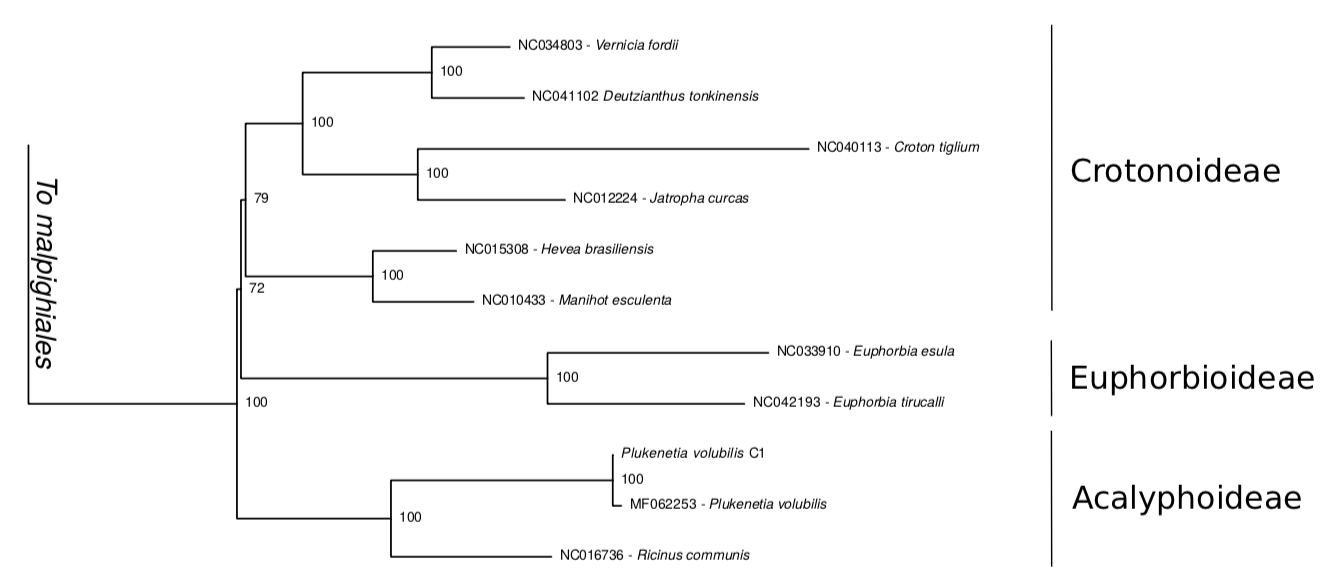 NC034803 - Vernicia fordii
100
NC041102 Deutzianthus tonkinensis
100
NC040113 - Croton tiglium
100
NC012224 - Jatropha curcas
79
NC015308 - Hevea brasiliensis
100
NC010433 - Manihot esculenta
72
NC033910 - Euphorbia esula
100
NC042193 - Euphorbia tirucalli
100
Plukenetia volubilis C1
100
MF062253 - Plukenetia volubilis
100
NC016736 - Ricinus communis
To malpighiales
Crotonoideae
Euphorbioideae
Acalyphoideae